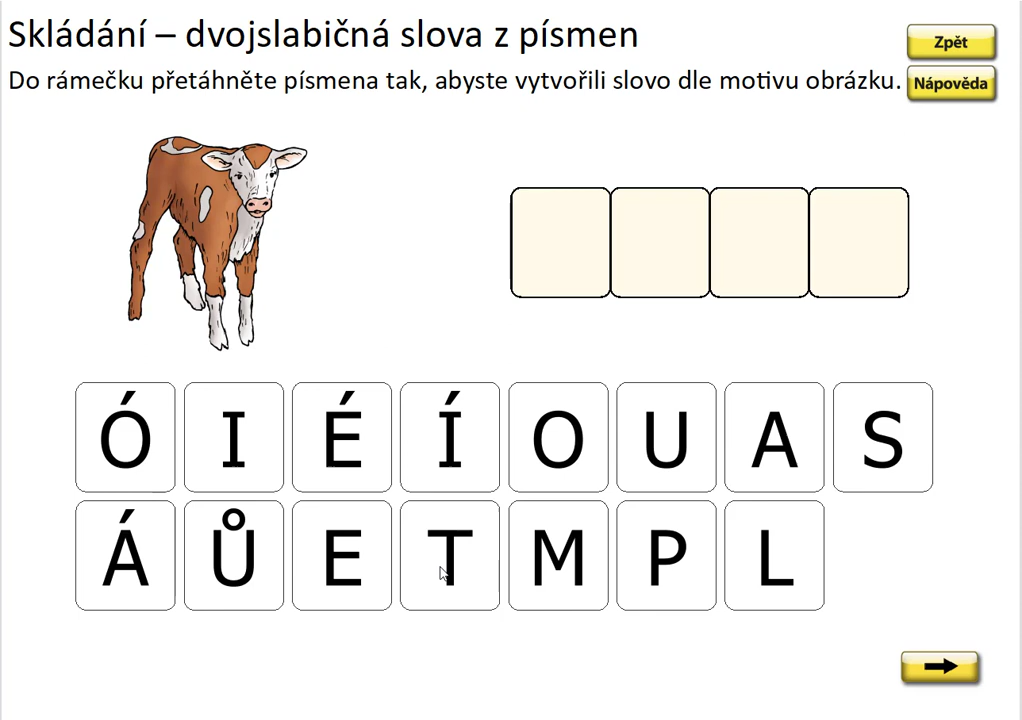 Skládání – dvojslabičná slova z písmen
Zpět
Do rámečku přetáhněte písmena tak, abyste vytvořili slovo dle motivu obrázku.
Nápověda
Ó I É Í O U A S
Á Ů E T M P L